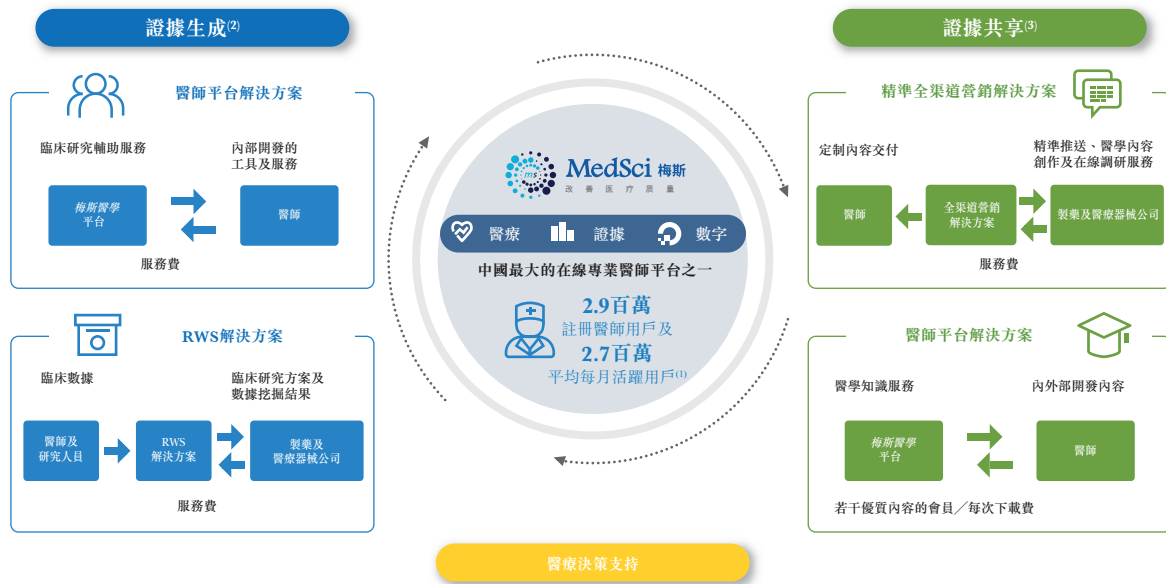 證據生成(2)
醫師平台解決方案
臨床研究輔助服務
內部開發的
工具及服務
梅斯醫學
平台
醫師
服務費
RWS解決方案
臨床數據
臨床研究方案及
數據挖掘結果
醫師及
研究人員
RWS
解決方案
製藥及
醫療器械公司
服務費
ms
MedSci 梅斯
改善医疗质量
醫療
證據
數字
中國最大的在線專業醫師平台之一
2.9百萬
註冊醫師用戶及
2.7百萬
平均每月活躍用戶(1)
證據共享(3)
精準全渠道營銷解決方案
定制內容交付
精準推送、醫學內容
創作及在線調研服務
醫師
全渠道營銷
解決方案
製藥及醫療器械公司
服務費
醫師平台解決方案
醫學知識服務
內外部開發內容
梅斯醫學
平台
醫師
若干優質內容的會員／每次下載費
醫療決策支持